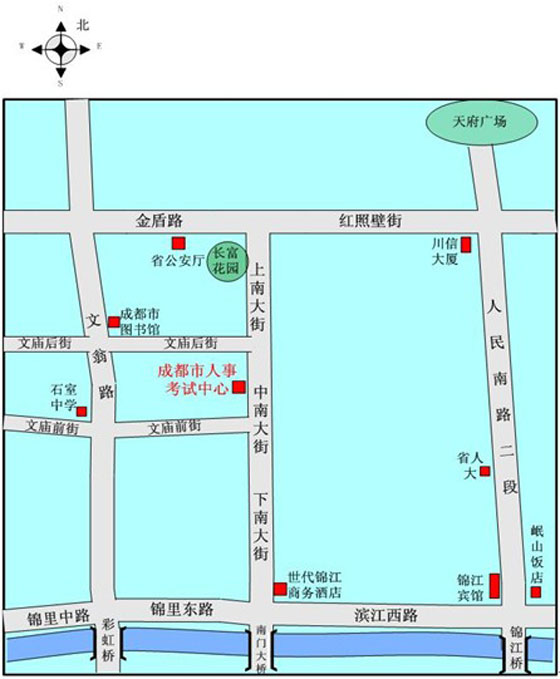 N
北
W
E
S
天府广场
金盾路
红照壁街
省公安厅
长富
花园
川信
大厦
上南大街
人民南路二段
成都市
图书馆
文翁路
文庙后街
文庙后街
成都市人事
考试中心
石室
中学
中南大街
文庙前街
文庙前街
省人
大
下南大街
岷山饭店
世代锦江
商务酒店
锦江
宾馆
锦里中路
锦里东路
滨江西路
彩虹桥
南门大桥
锦江桥